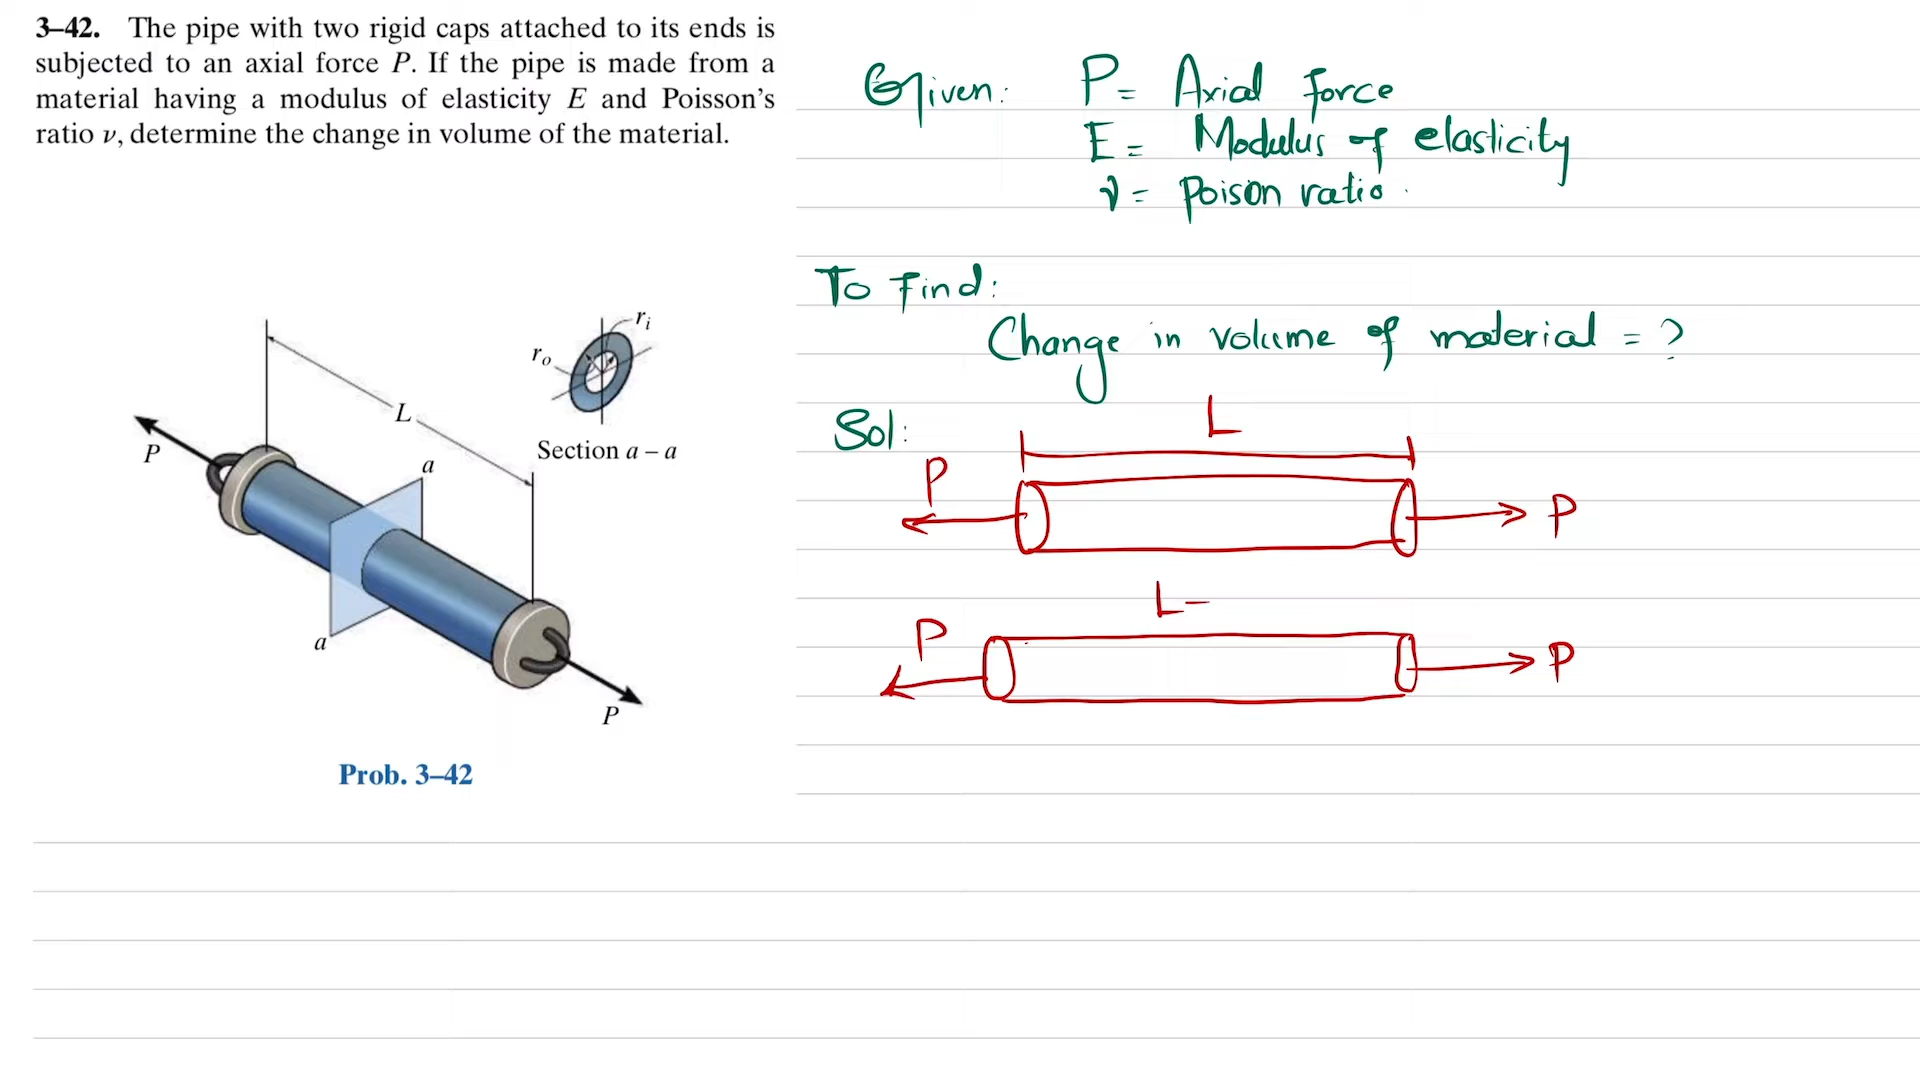 3–42. The pipe with two rigid caps attached to its ends is
subjected to an axial force P. If the pipe is made from a
material having a modulus of elasticity E and Poisson's
ratio ν, determine the change in volume of the material.
L
r_i
r_o
Section a – a
P
a
a
P
Prob. 3–42
Given: P = Axial force
E = Modulus of elasticity
ν = Poison ratio.
To Find:
Change in volume of material = ?
Sol:
L
P
P
L-
P
P